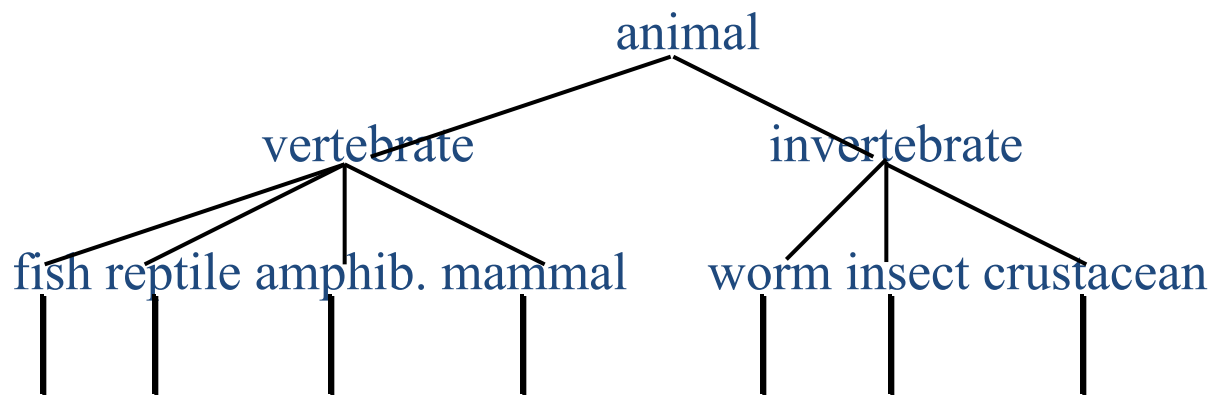 animal
vertebrate invertebrate
fish reptile amphib. mammal worm insect crustacean